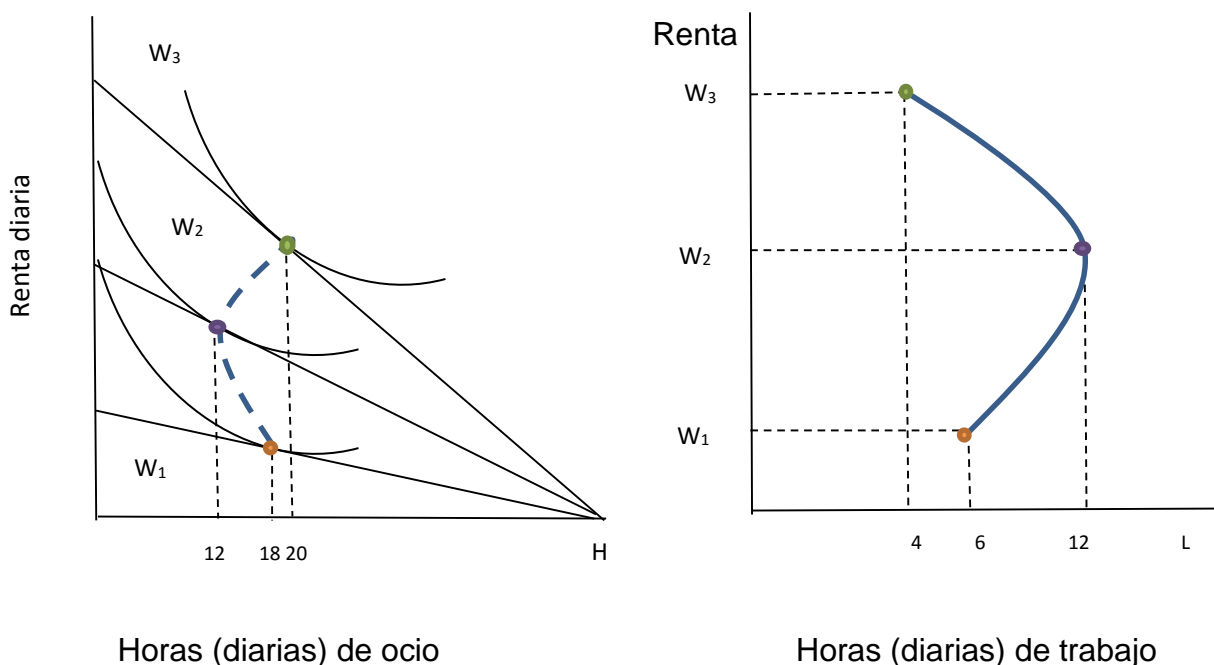 Renta diaria
W3
W2
W1
12 18 20 H
Horas (diarias) de ocio
Renta
W3
W2
W1
4 6 12 L
Horas (diarias) de trabajo